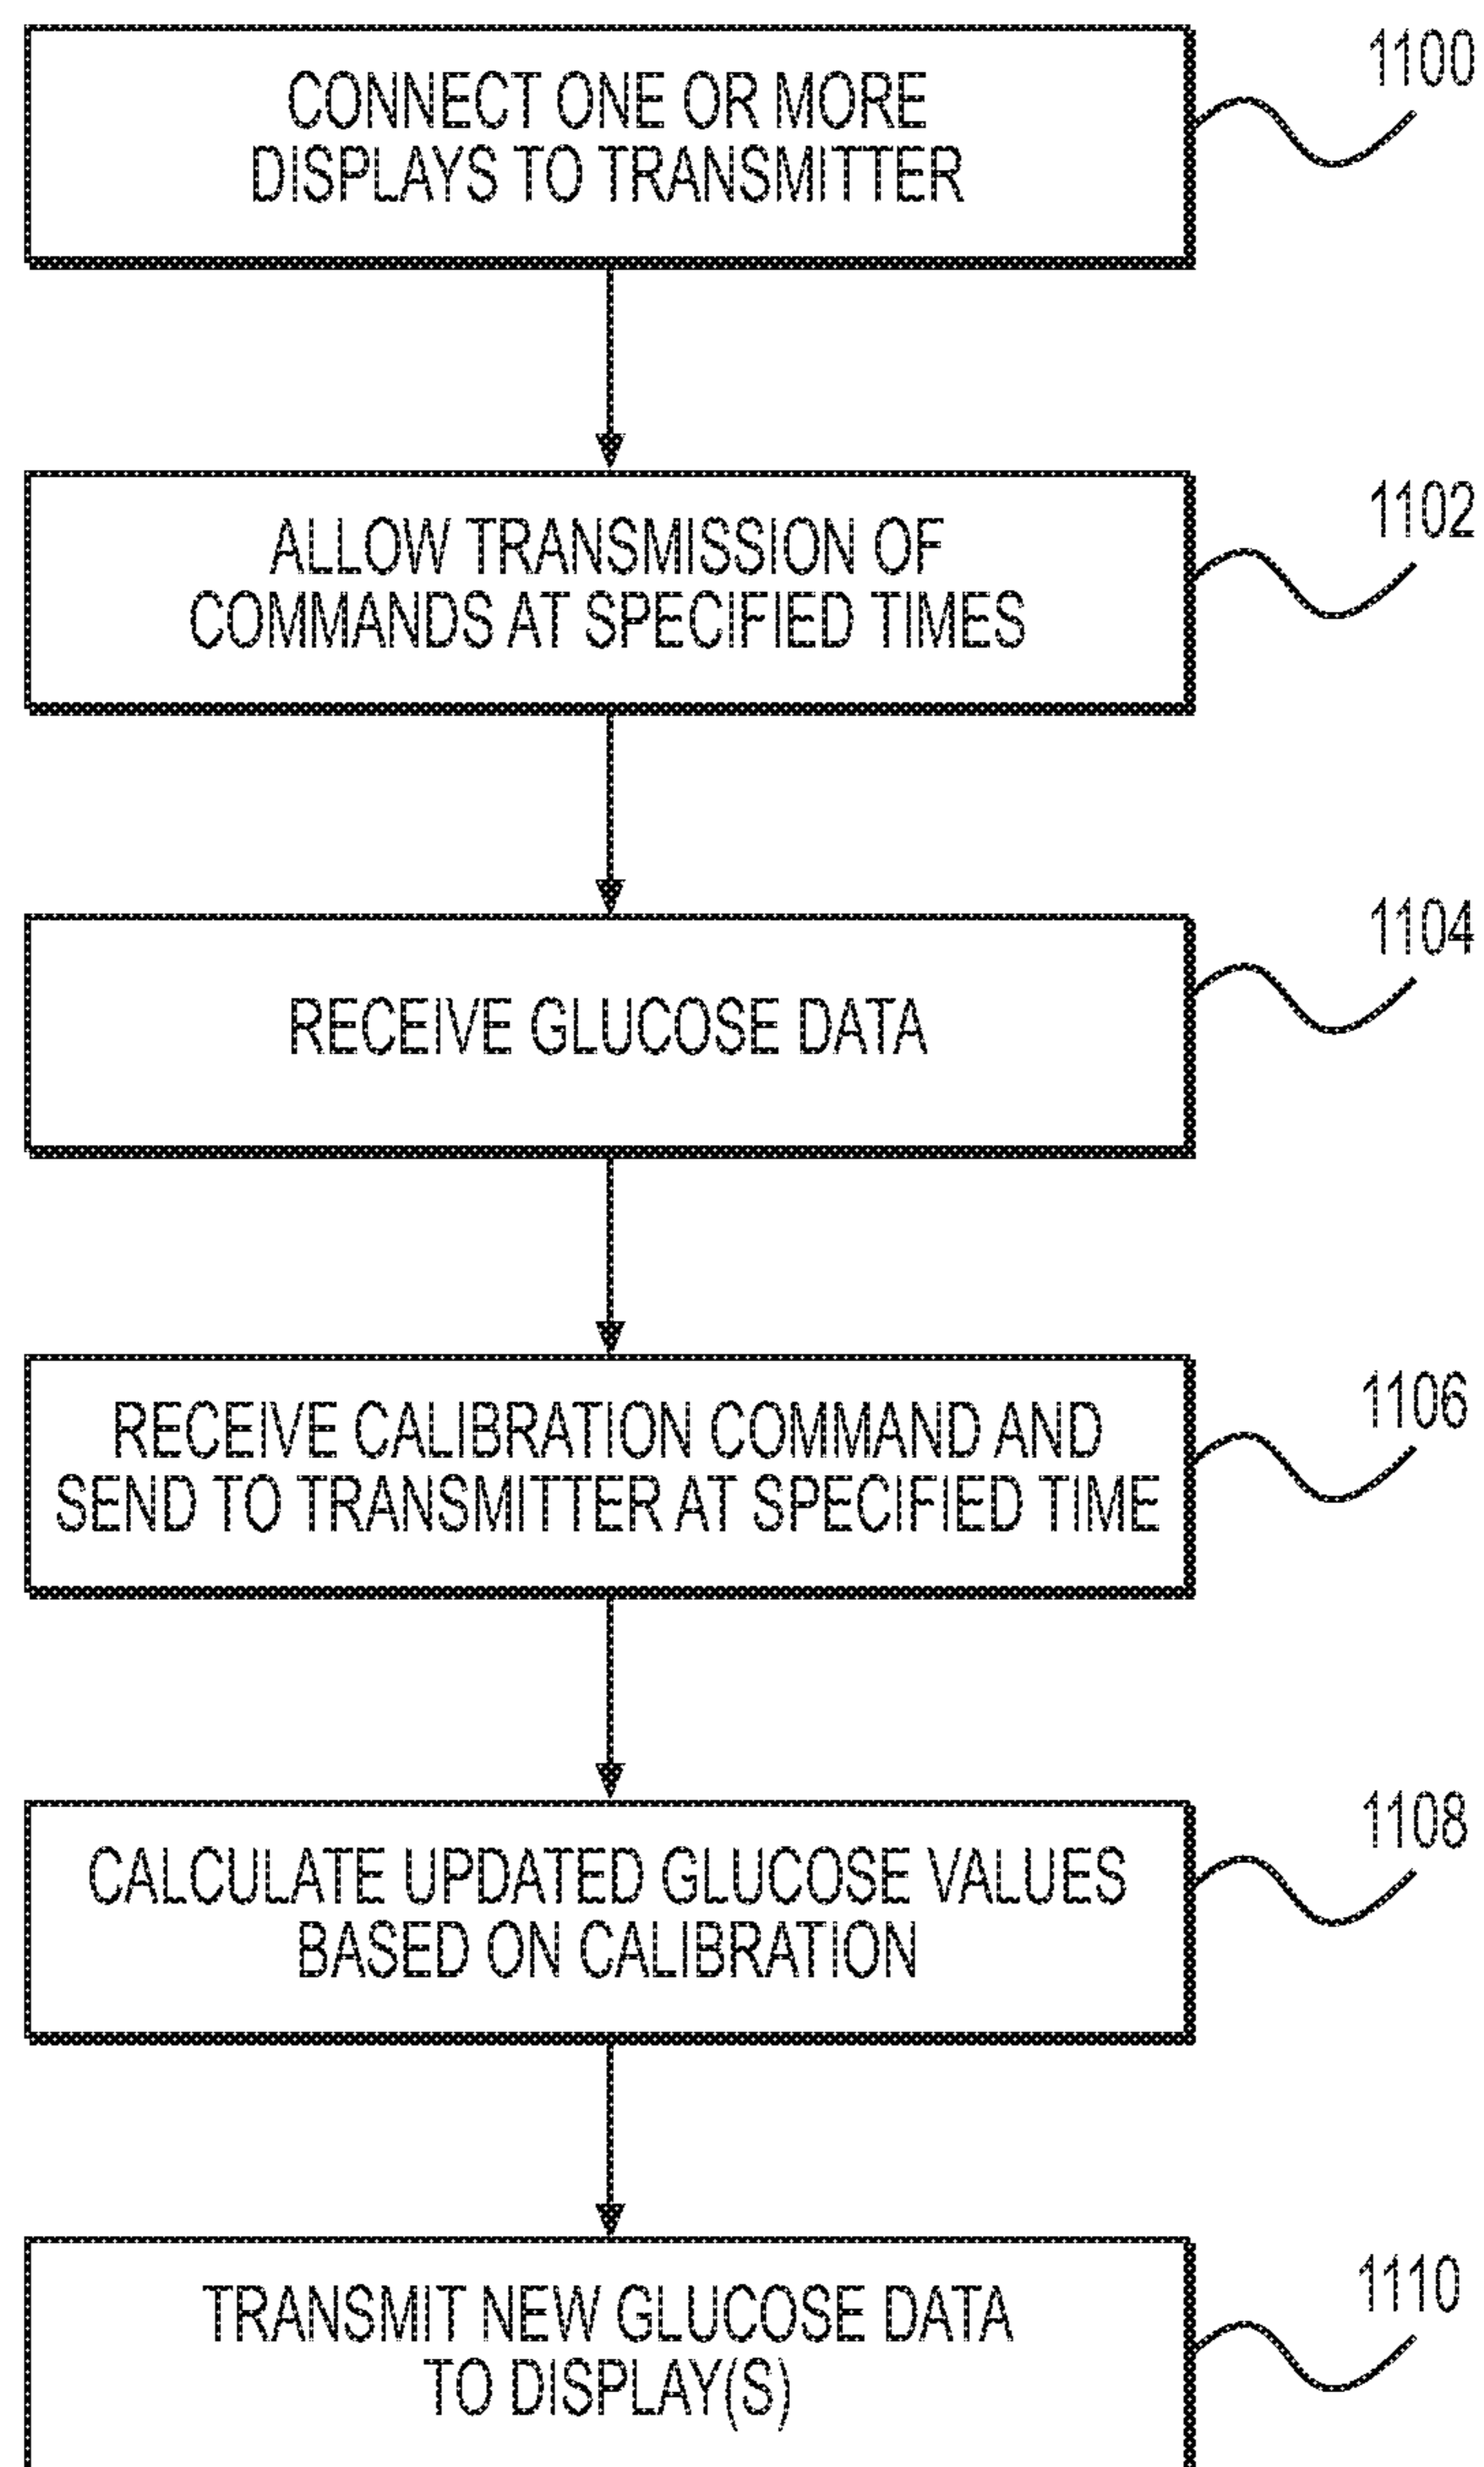 1100
CONNECT ONE OR MORE
DISPLAYS TO TRANSMITTER
1102
ALLOW TRANSMISSION OF
COMMANDS AT SPECIFIED TIMES
1104
RECEIVE GLUCOSE DATA
1106
RECEIVE CALIBRATION COMMAND AND
SEND TO TRANSMITTER AT SPECIFIED TIME
1108
CALCULATE UPDATED GLUCOSE VALUES
BASED ON CALIBRATION
1110
TRANSMIT NEW GLUCOSE DATA
TO DISPLAY(S)